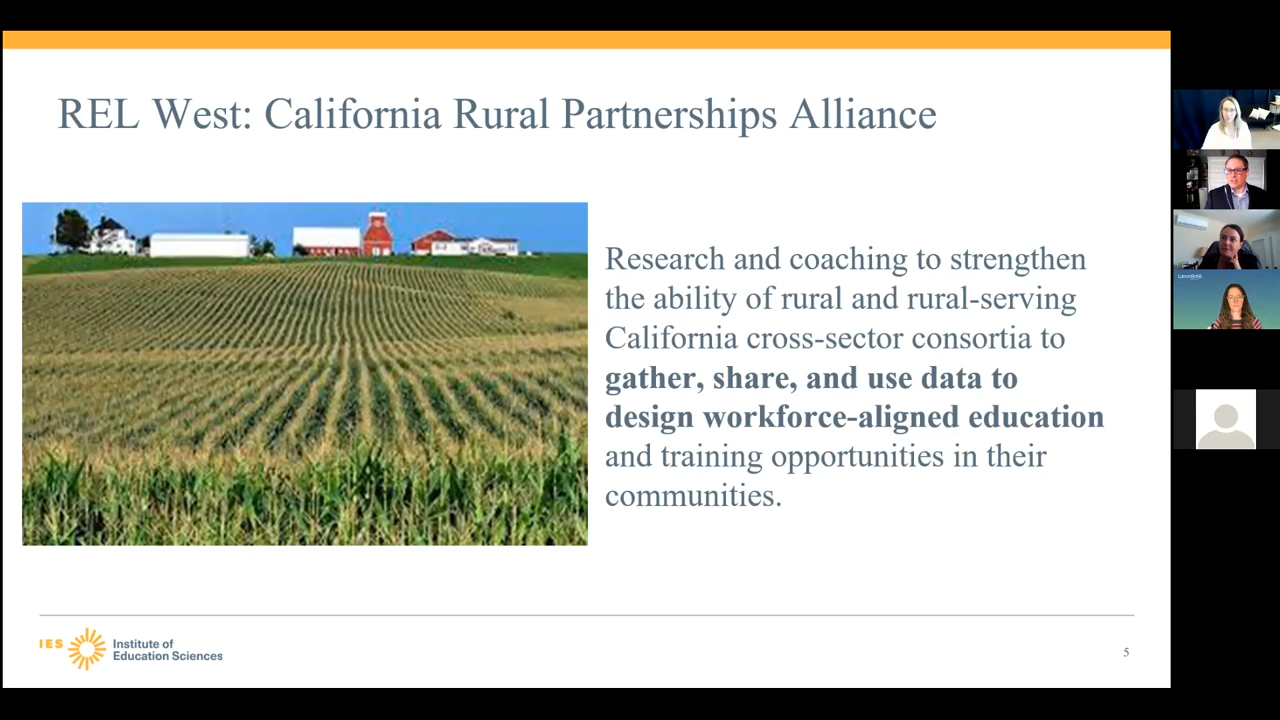 REL West: California Rural Partnerships Alliance
Research and coaching to strengthen
the ability of rural and rural-serving
California cross-sector consortia to
gather, share, and use data to
design workforce-aligned education
and training opportunities in their
communities.
IES
Institute of
Education Sciences
5